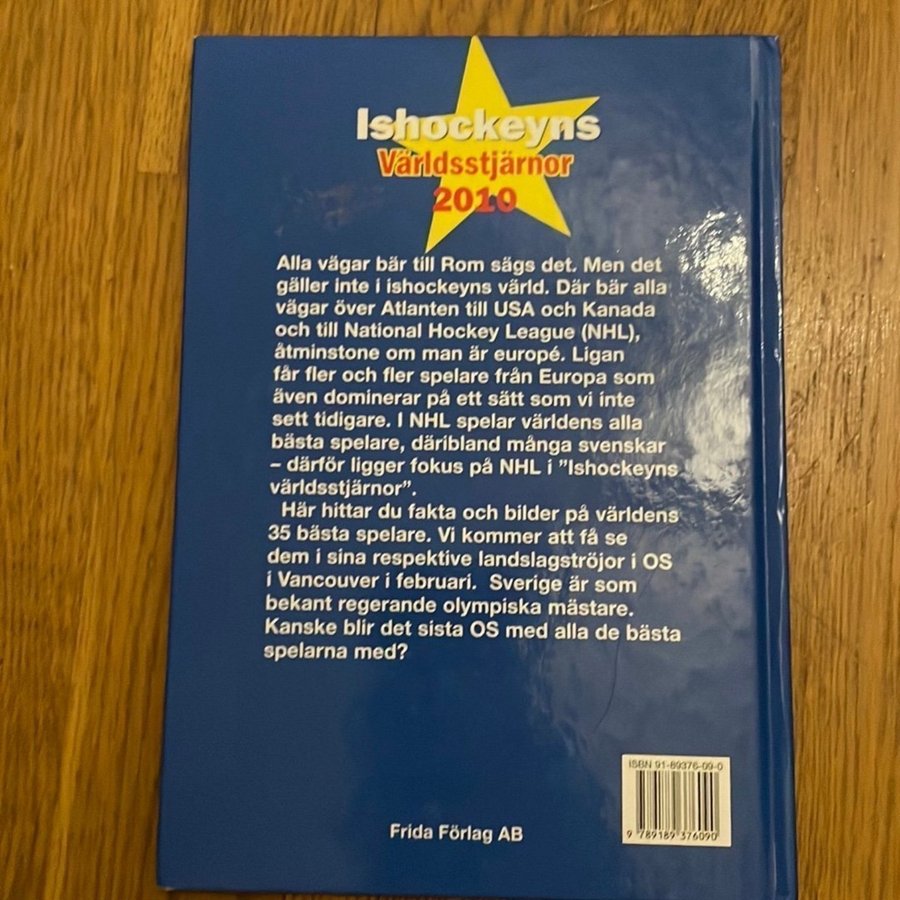 Ishockeyns
Världsstjärnor
2010
Alla vägar bär till Rom sägs det. Men det
gäller inte i ishockeyns värld. Där bär alla
vägar över Atlanten till USA och Kanada
och till National Hockey League (NHL),
åtminstone om man är europé. Ligan
får fler och fler spelare från Europa som
även dominerar på ett sätt som vi inte
sett tidigare. I NHL spelar världens alla
bästa spelare, däribland många svenskar
– därför ligger fokus på NHL i ”Ishockeyns
världsstjärnor”.
Här hittar du fakta och bilder på världens
35 bästa spelare. Vi kommer att få se
dem i sina respektive landslagströjor i OS
i Vancouver i februari. Sverige är som
bekant regerande olympiska mästare.
Kanske blir det sista OS med alla de bästa
spelarna med?
ISBN 91-89376-09-0
9 789189 376090
Frida Förlag AB